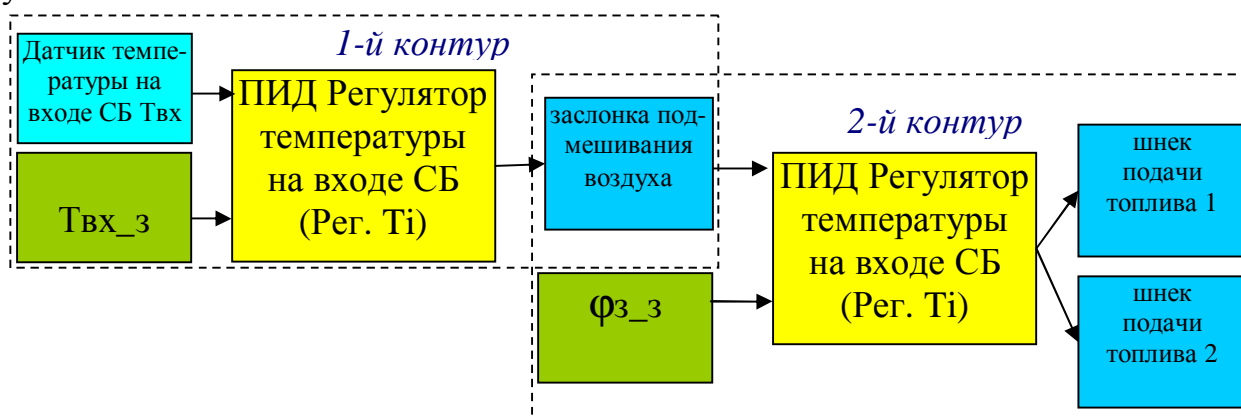 1-й контур
Датчик темпе-
ратуры на
входе СБ Твх
Твх_з
ПИД Регулятор
температуры
на входе СБ
(Рег. Ti)
заслонка под-
мешивания
воздуха
φз_з
2-й контур
ПИД Регулятор
температуры
на входе СБ
(Рег. Ti)
шнек
подачи
топлива 1
шнек
подачи
топлива 2